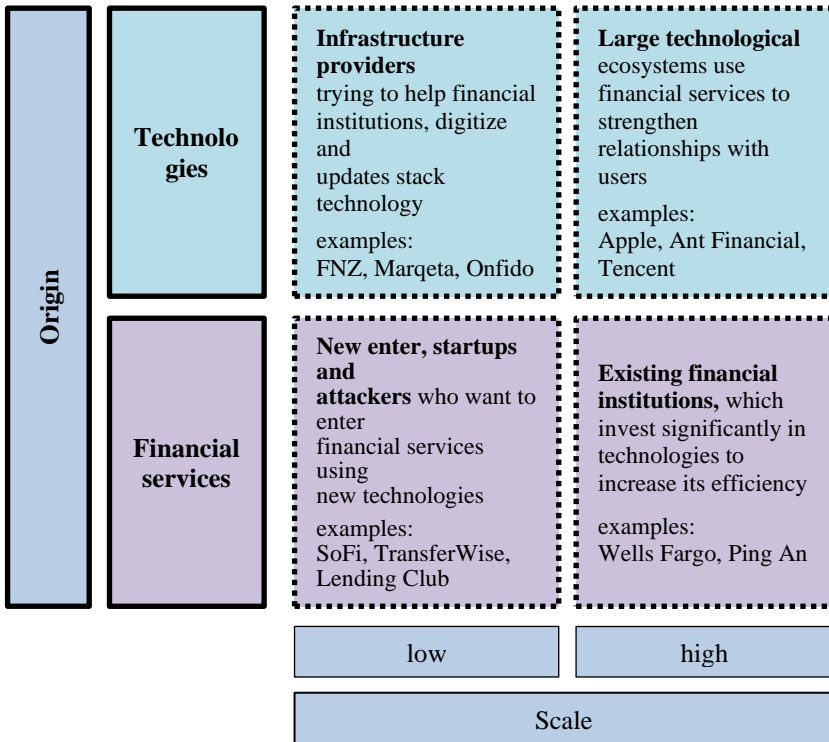 Origin
Technolo
gies
Infrastructure
providers
trying to help financial
institutions, digitize
and
updates stack
technology
examples:
FNZ, Marqeta, Onfido
Large technological
ecosystems use
financial services to
strengthen
relationships with
users
examples:
Apple, Ant Financial,
Tencent
Financial
services
New enter, startups
and
attackers who want to
enter
financial services
using
new technologies
examples:
SoFi, TransferWise,
Lending Club
Existing financial
institutions, which
invest significantly in
technologies to
increase its efficiency
examples:
Wells Fargo, Ping An
low
high
Scale